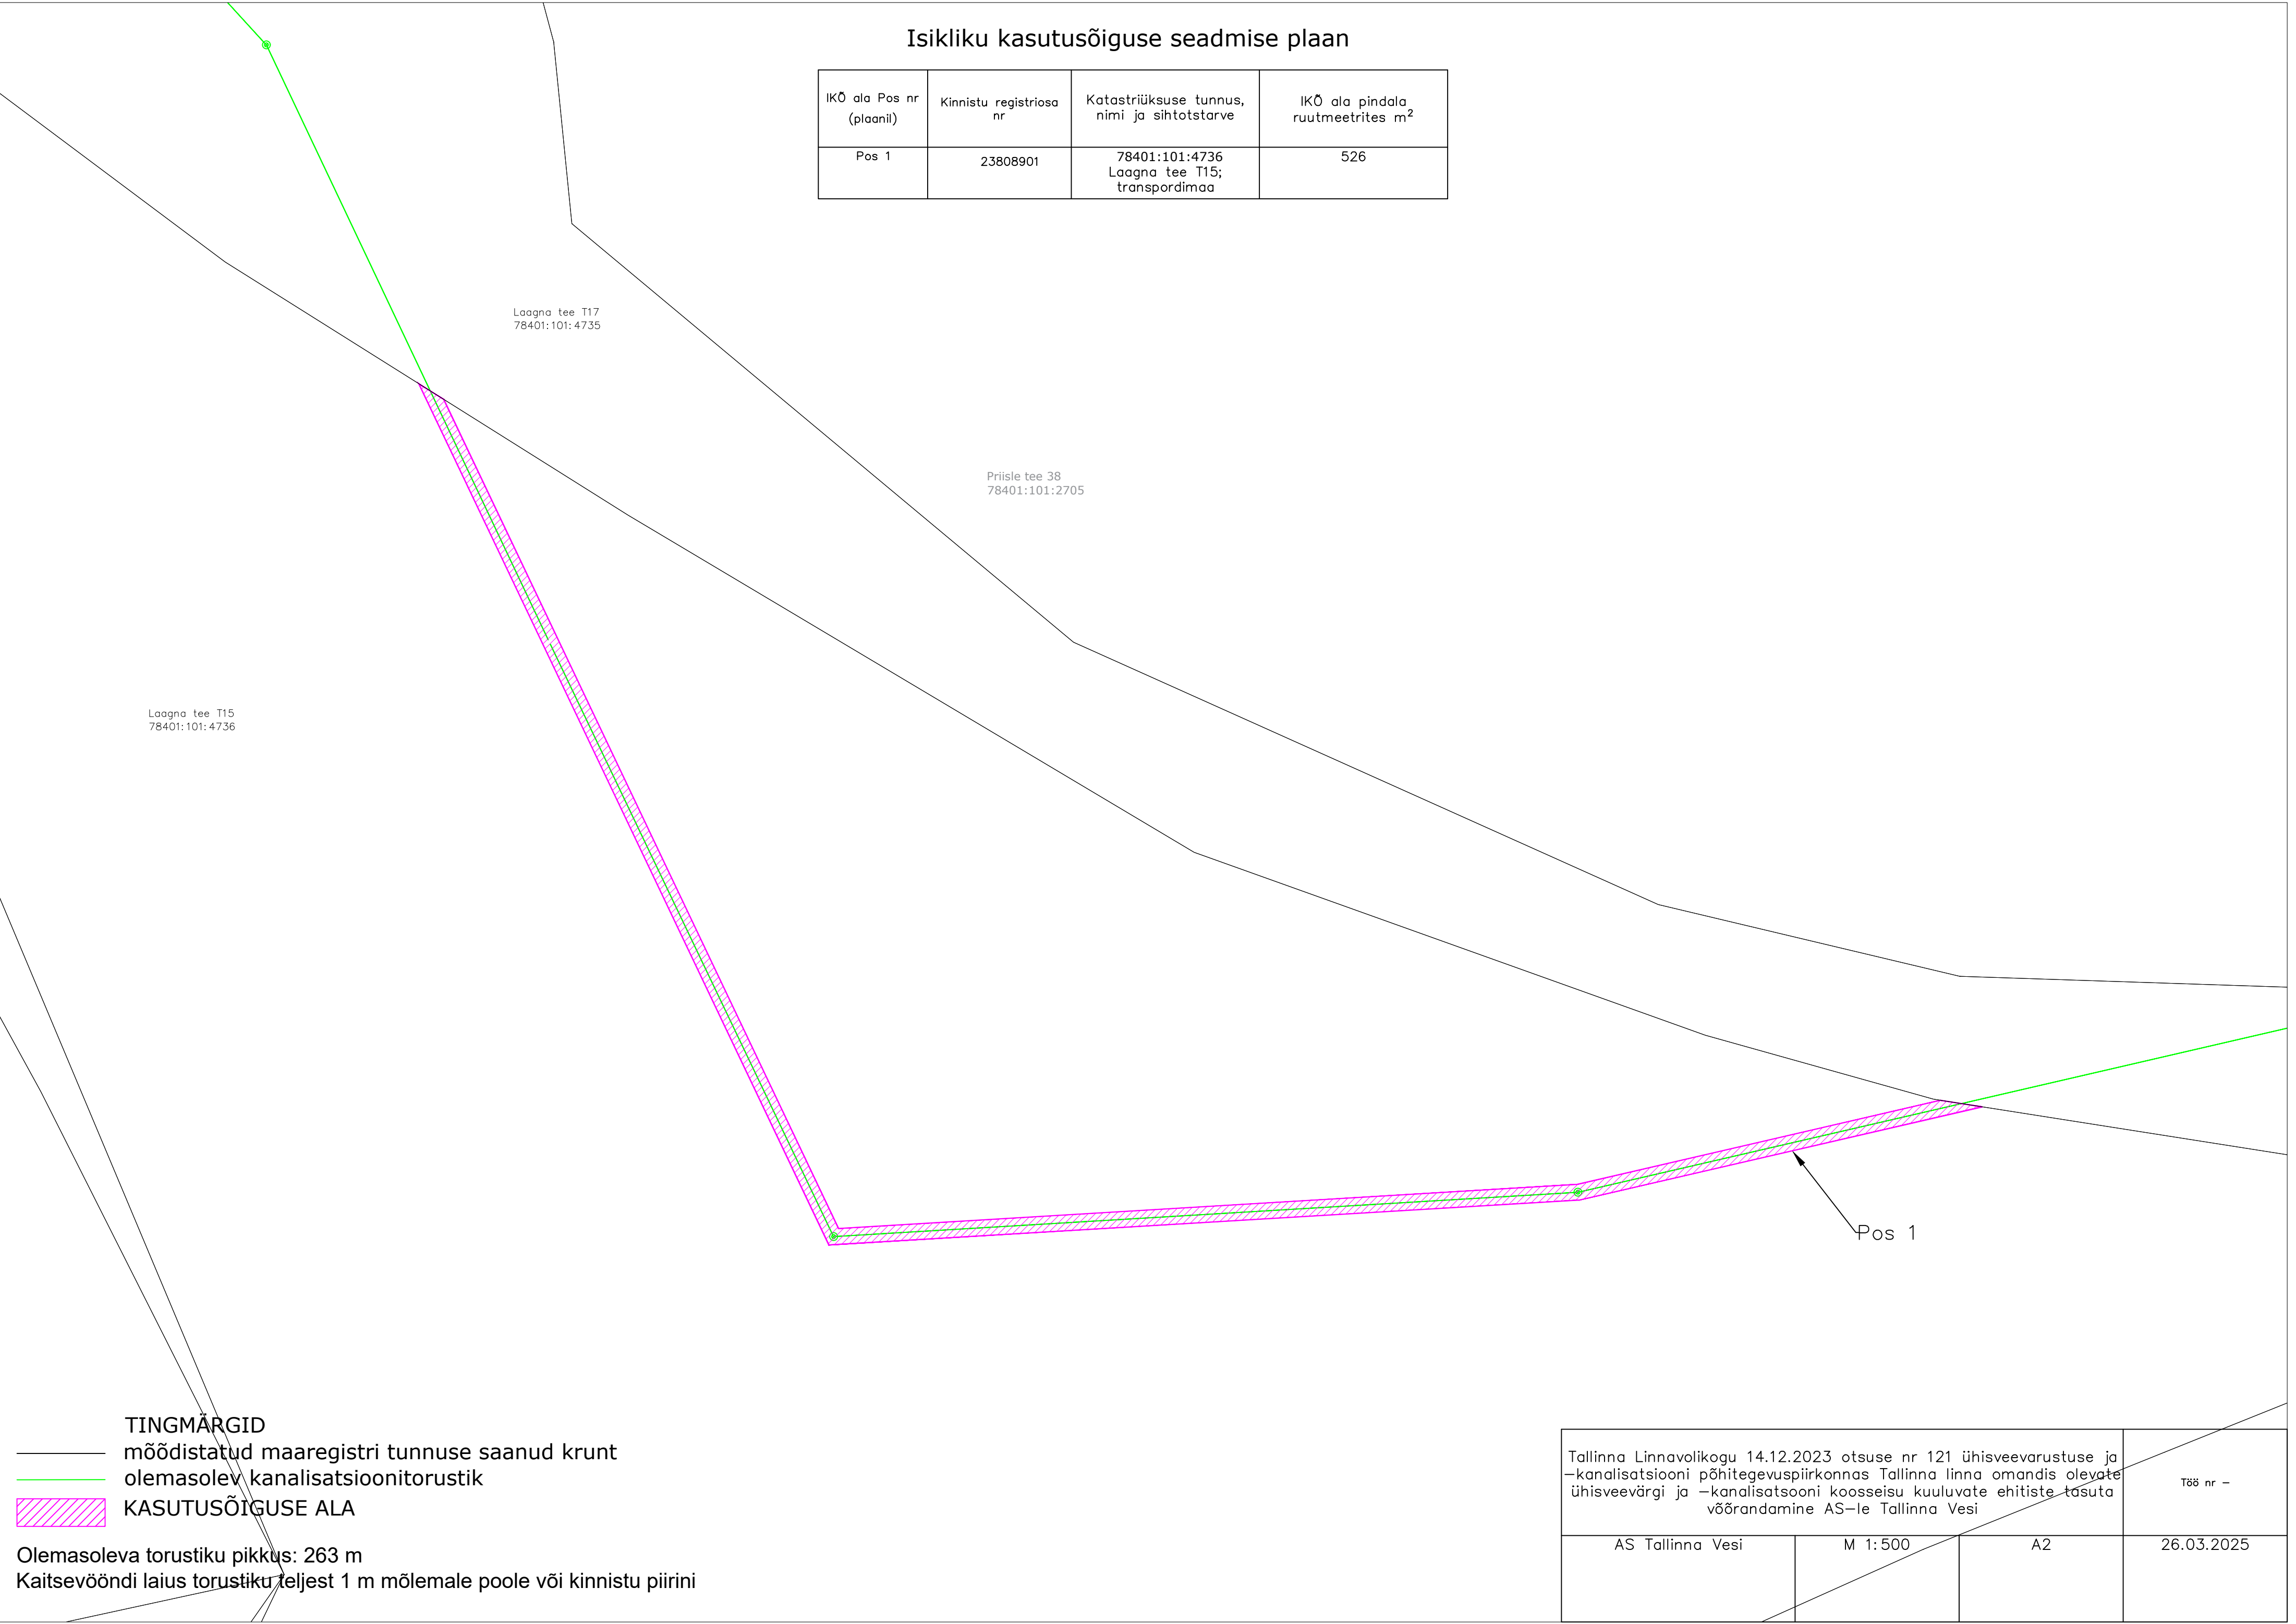 Isikliku kasutusõiguse seadmise plaan
IKÕ ala Pos nr
(plaanil)
Kinnistu registriosa
nr
Katastriüksuse tunnus,
nimi ja sihtotstarve
IKÕ ala pindala
ruutmeetrites m²
Pos 1
23808901
78401:101:4736
Laagna tee T15;
transpordimaa
526
Laagna tee T17
78401:101:4735
Priisle tee 38
78401:101:2705
Laagna tee T15
78401:101:4736
Pos 1
TINGMÄRGID
mõõdistatud maaregistri tunnuse saanud krunt
olemasolev kanalisatsioonitorustik
KASUTUSÕIGUSE ALA
Olemasoleva torustiku pikkus: 263 m
Kaitsevööndi laius torustiku teljest 1 m mõlemale poole või kinnistu piirini
Tallinna Linnavolikogu 14.12.2023 otsuse nr 121 ühisveevarustuse ja
-kanalisatsiooni põhitegevuspiirkonnas Tallinna linna omandis olevate
ühisveevärgi ja -kanalisatsooni koosseisu kuuluvate ehitiste tasuta
võõrandamine AS-le Tallinna Vesi
Töö nr -
AS Tallinna Vesi
M 1:500
A2
26.03.2025